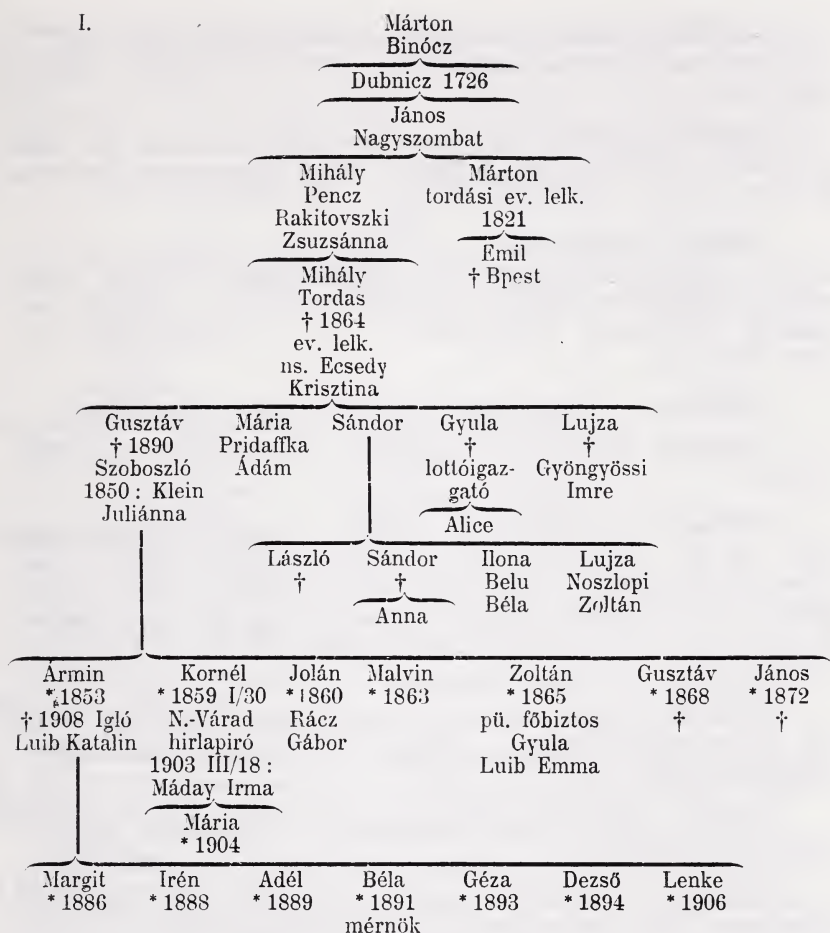 I.
Márton
Binócz
Dubnicz 1726
János
Nagyszombat
Mihály
Pencz
Rakitovszki
Zsuzsánna
Márton
tordási ev. lelk.
1821
Emil
† Bpest
Mihály
Tordas
† 1864
ev. lelk.
ns. Ecsedy
Krisztina
Gusztáv
† 1890
Szoboszló
1850 : Klein
Juliánna
Mária
Pridaffka
Ádám
Sándor
Gyula
†
lottóigaz-
gató
Alice
Lujza
†
Gyöngyössi
Imre
László
†
Sándor
†
Anna
Ilona
Belu
Béla
Lujza
Noszlopi
Zoltán
Ármin
* 1853
† 1908 Igló
Luib Katalin
Kornél
* 1859 I/30
N.-Várad
hirlapiró
1903 III/18 :
Máday Irma
Mária
* 1904
Jolán
* 1860
Rácz
Gábor
Malvin
* 1863
Zoltán
* 1865
pü. főbiztos
Gyula
Luib Emma
Gusztáv
* 1868
†
János
* 1872
†
Margit
* 1886
Irén
* 1888
Adél
* 1889
Béla
* 1891
mérnök
Géza
* 1893
Dezső
* 1894
Lenke
* 1906